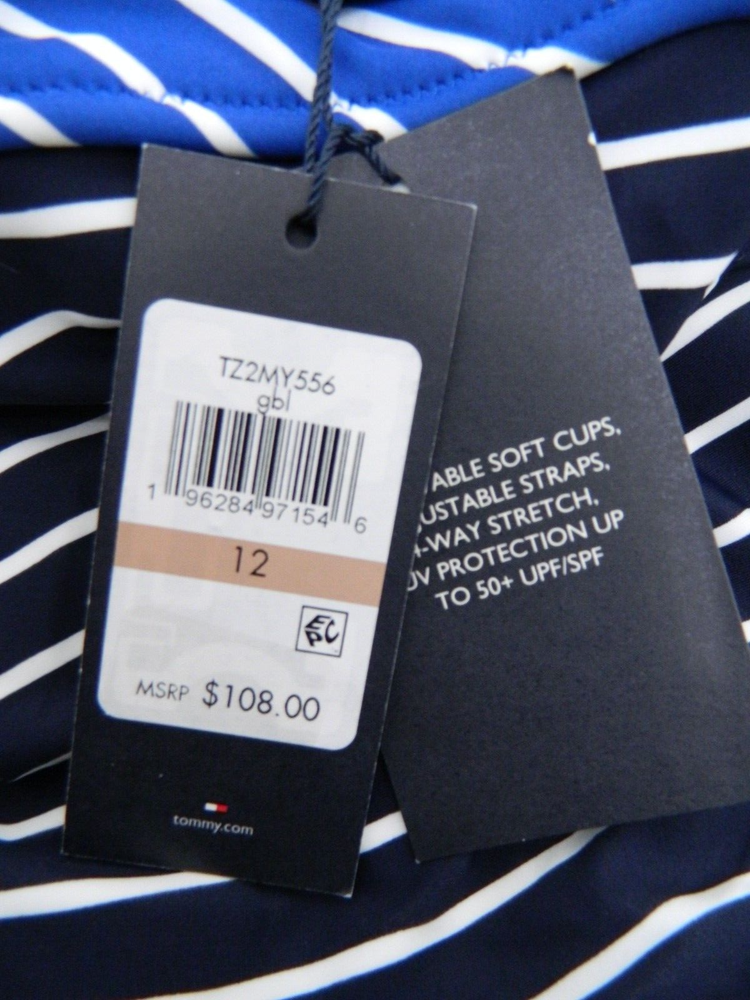 TZ2MY556
gbl
1 96284 97154 6
12
EPC
MSRP $108.00
tommy.com
ABLE SOFT CUPS,
USTABLE STRAPS,
-WAY STRETCH,
UV PROTECTION UP
TO 50+ UPF/SPF